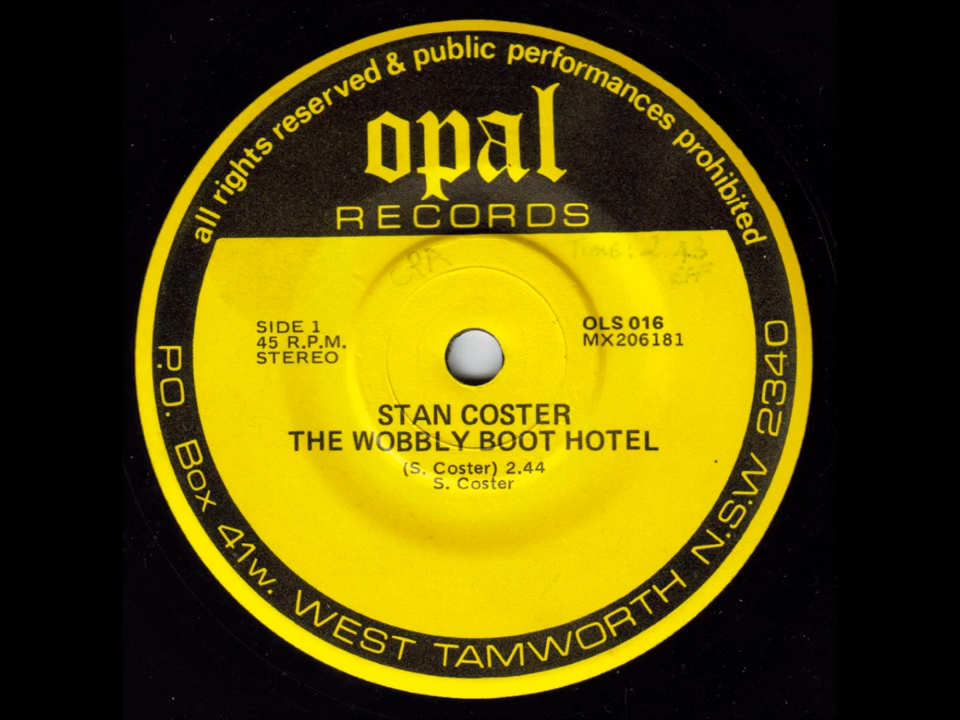 all rights reserved & public performances prohibited
opal
RECORDS
SIDE 1
45 R.P.M.
STEREO
OLS 016
MX206181
STAN COSTER
THE WOBBLY BOOT HOTEL
(S. Coster) 2.44
S. Coster
P.O. Box 41w. WEST TAMWORTH N.S.W 2340